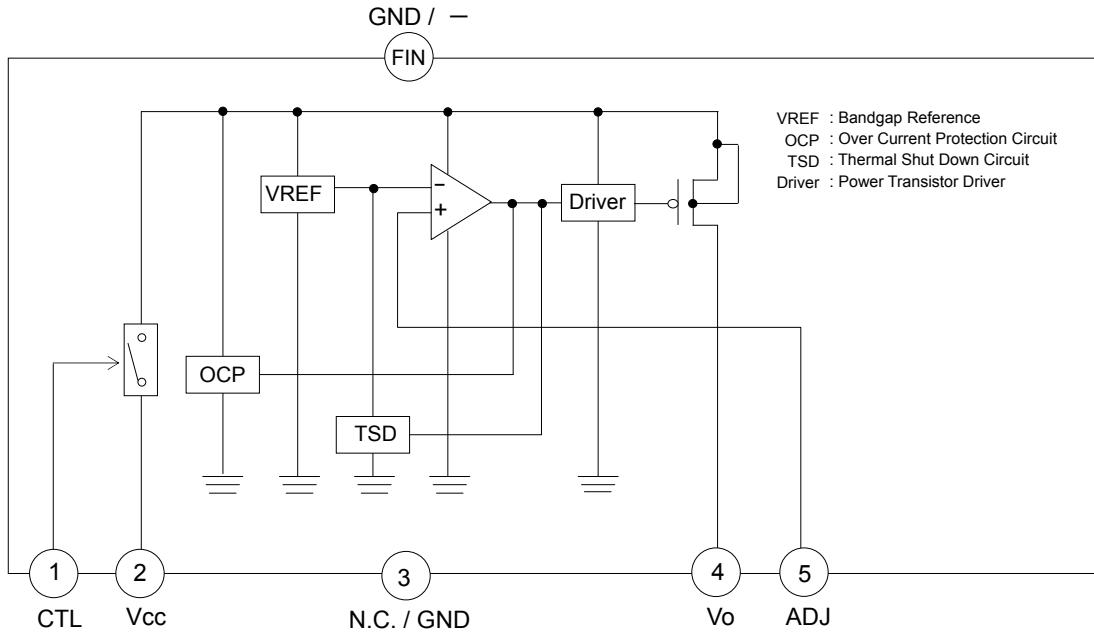 GND / －
FIN
VREF : Bandgap Reference
OCP : Over Current Protection Circuit
TSD : Thermal Shut Down Circuit
Driver : Power Transistor Driver
VREF
−
+
Driver
OCP
TSD
1
2
3
4
5
CTL
Vcc
N.C. / GND
Vo
ADJ